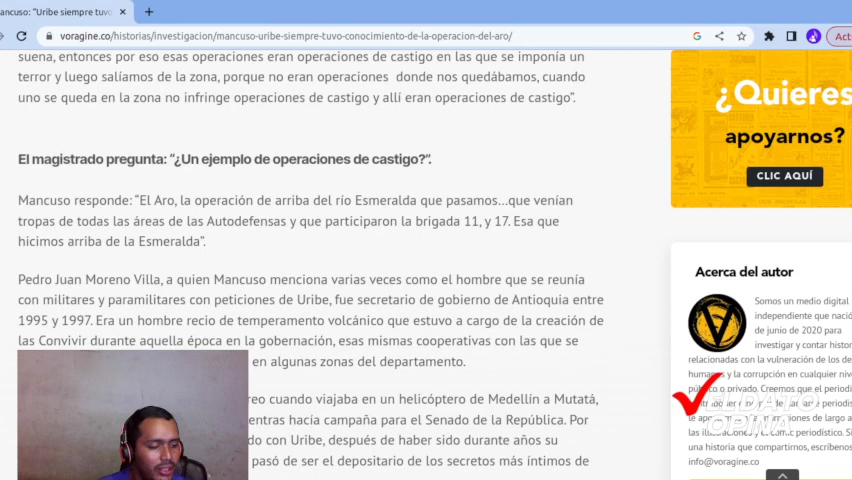 ancuso: "Uribe siempre tuvo
voragine.co/historias/investigacion/mancuso-uribe-siempre-tuvo-conocimiento-de-la-operacion-del-aro/
Act
suena, entonces por eso esas operaciones eran operaciones de castigo en las que se imponía un
terror y luego salíamos de la zona, porque no eran operaciones donde nos quedábamos, cuando
uno se queda en la zona no infringe operaciones de castigo y allí eran operaciones de castigo".
El magistrado pregunta: "¿Un ejemplo de operaciones de castigo?".
Mancuso responde: "El Aro, la operación de arriba del río Esmeralda que pasamos…que venían
tropas de todas las áreas de las Autodefensas y que participaron la brigada 11, y 17. Esa que
hicimos arriba de la Esmeralda".
Pedro Juan Moreno Villa, a quien Mancuso menciona varias veces como el hombre que se reunía
con militares y paramilitares con peticiones de Uribe, fue secretario de gobierno de Antioquia entre
1995 y 1997. Era un hombre recio de temperamento volcánico que estuvo a cargo de la creación de
las Convivir durante aquella época en la gobernación, esas mismas cooperativas con las que se
en algunas zonas del departamento.
reo cuando viajaba en un helicóptero de Medellín a Mutatá,
entras hacía campaña para el Senado de la República. Por
do con Uribe, después de haber sido durante años su
pasó de ser el depositario de los secretos más íntimos de
¿Quieres
apoyarnos?
CLIC AQUÍ
Acerca del autor
Somos un medio digital
independiente que nació
de junio de 2020 para
investigar y contar histor
relacionadas con la vulneración de los de
humanos y la corrupción en cualquier nive
público o privado. Creemos que el periodi
las ilustraciones y el cómic periodístico. Si
una historia que compartirnos, escríbenos
info@voragine.co
EL DATO
OPINA